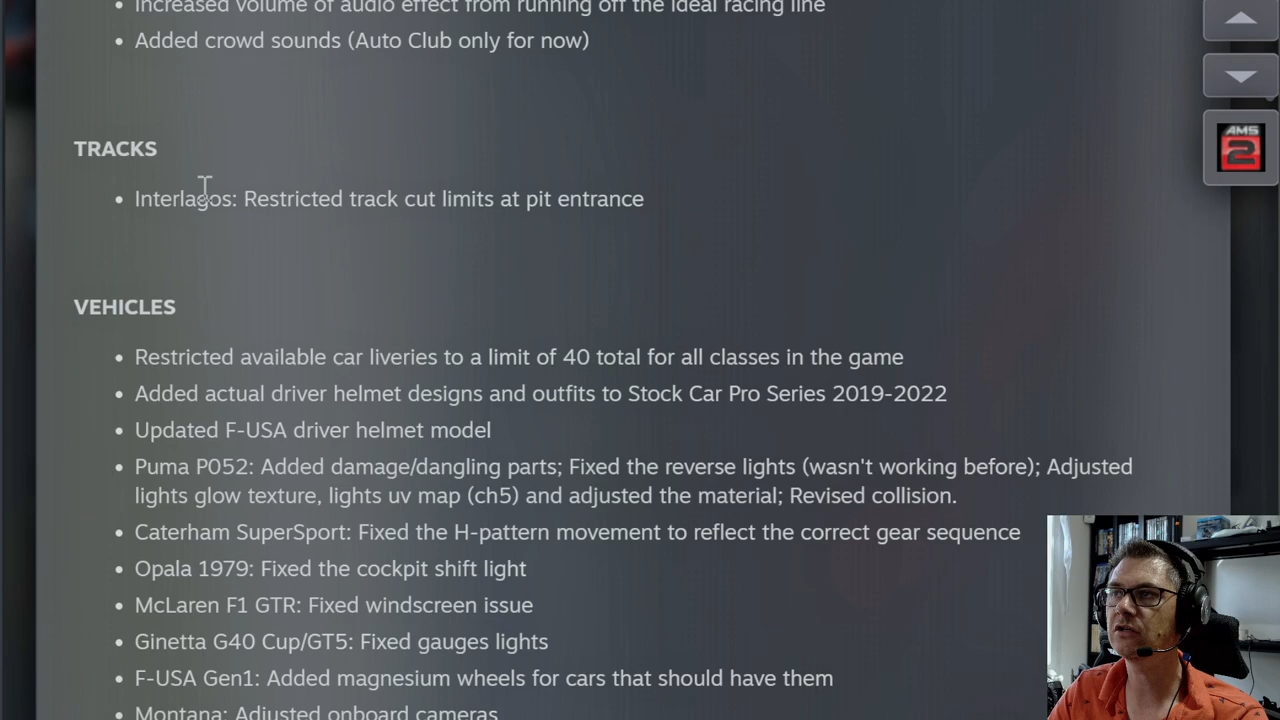 Increased volume of audio effect from running off the ideal racing line
• Added crowd sounds (Auto Club only for now)
TRACKS
• Interlagos: Restricted track cut limits at pit entrance
VEHICLES
• Restricted available car liveries to a limit of 40 total for all classes in the game
• Added actual driver helmet designs and outfits to Stock Car Pro Series 2019-2022
• Updated F-USA driver helmet model
• Puma P052: Added damage/dangling parts; Fixed the reverse lights (wasn't working before); Adjusted
lights glow texture, lights uv map (ch5) and adjusted the material; Revised collision.
• Caterham SuperSport: Fixed the H-pattern movement to reflect the correct gear sequence
• Opala 1979: Fixed the cockpit shift light
• McLaren F1 GTR: Fixed windscreen issue
• Ginetta G40 Cup/GT5: Fixed gauges lights
• F-USA Gen1: Added magnesium wheels for cars that should have them
Montana: Adjusted onboard cameras
AMS
2